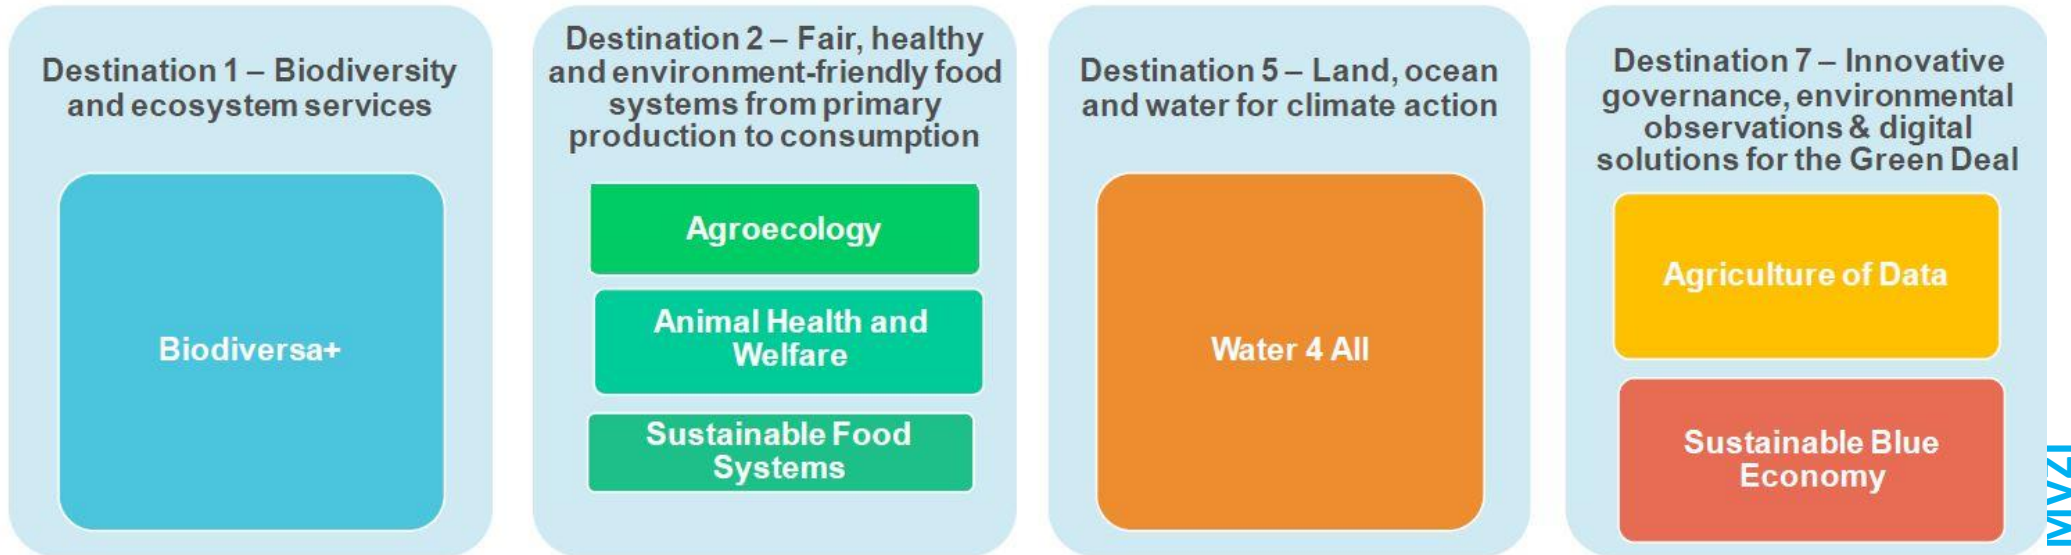 Destination 1 – Biodiversity
and ecosystem services
Biodiversa+
Destination 2 – Fair, healthy
and environment-friendly food
systems from primary
production to consumption
Agroecology
Animal Health and
Welfare
Sustainable Food
Systems
Destination 5 – Land, ocean
and water for climate action
Water 4 All
Destination 7 – Innovative
governance, environmental
observations & digital
solutions for the Green Deal
Agriculture of Data
Sustainable Blue
Economy